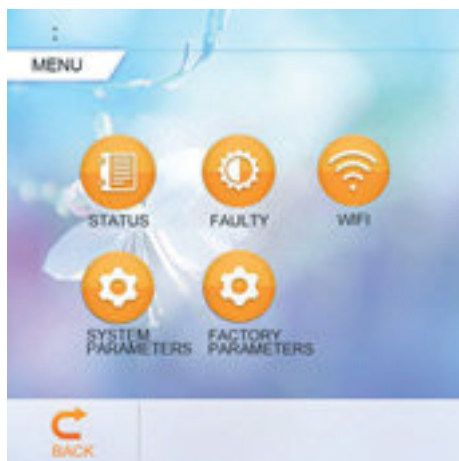 :
MENU
STATUS
FAULTY
WIFI
SYSTEM
PARAMETERS
FACTORY
PARAMETERS
BACK